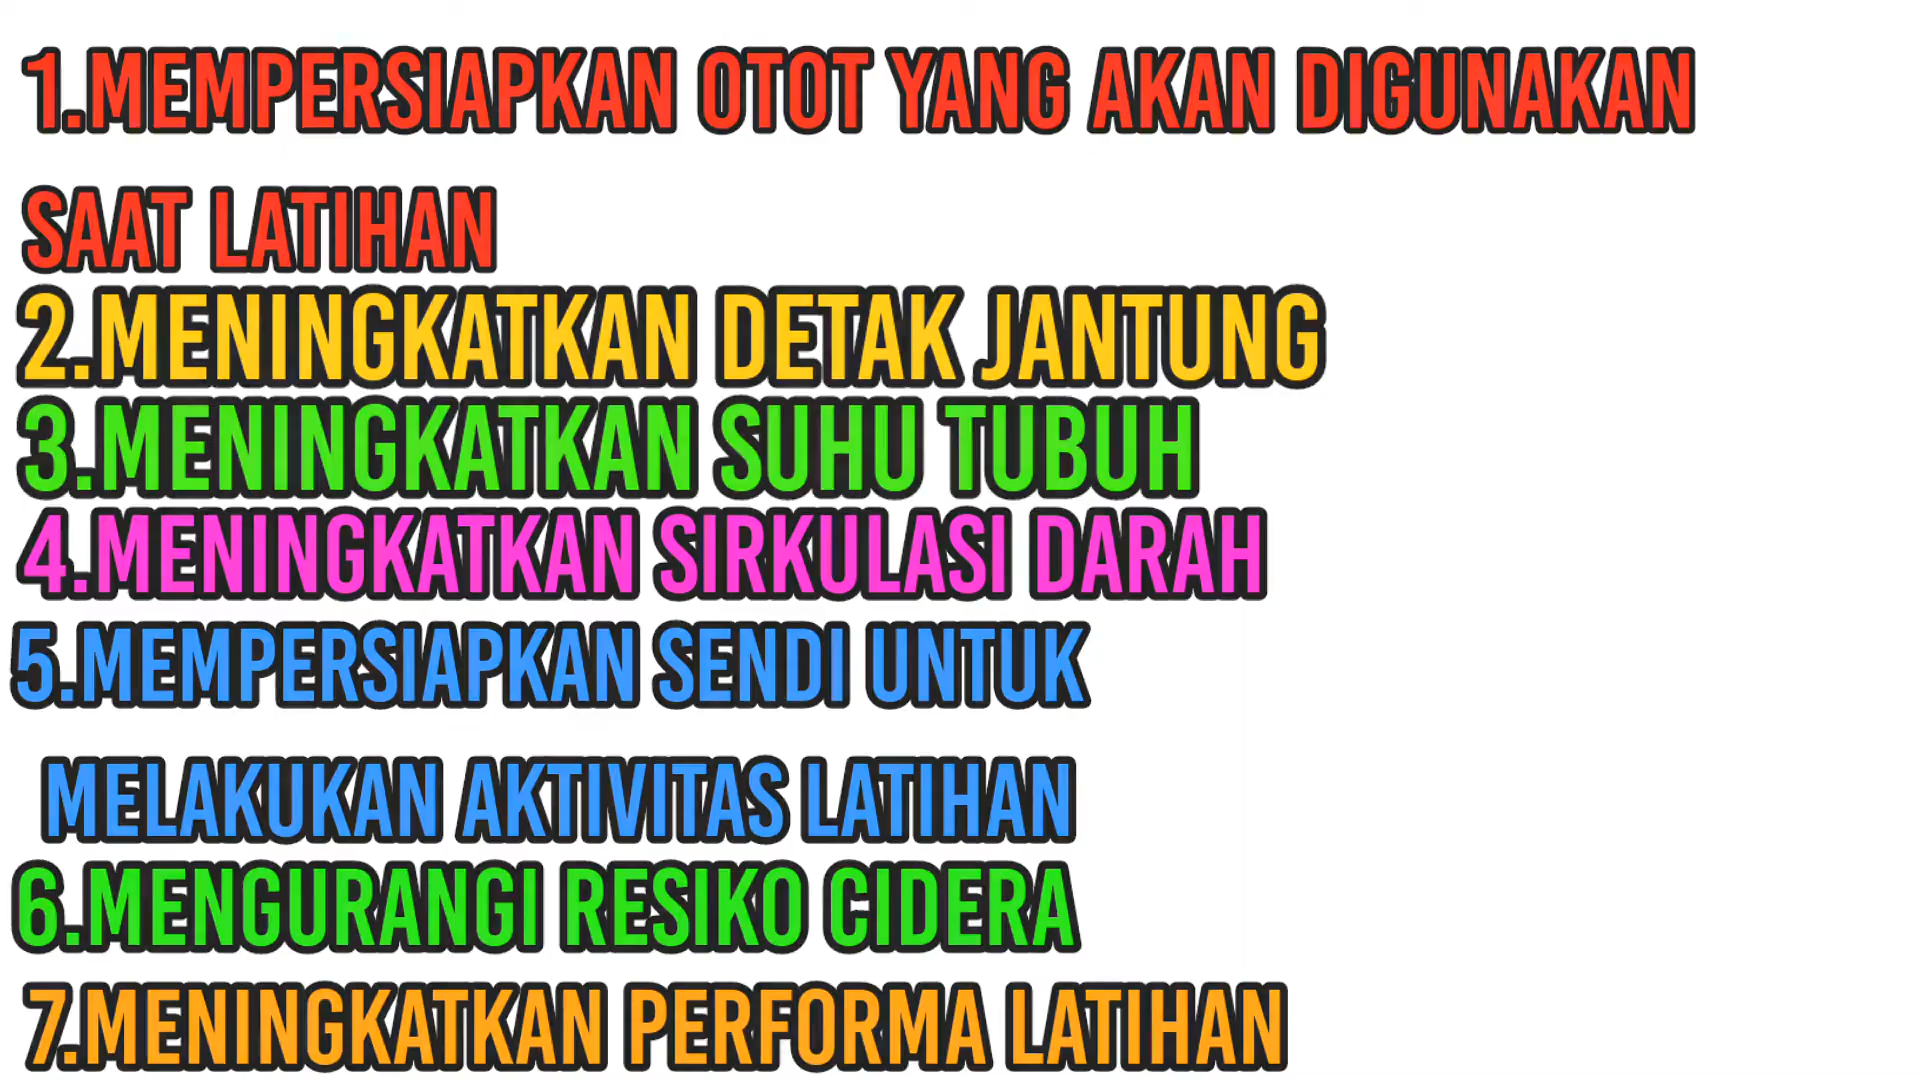 1.MEMPERSIAPKAN OTOT YANG AKAN DIGUNAKAN
SAAT LATIHAN
2.MENINGKATKAN DETAK JANTUNG
3.MENINGKATKAN SUHU TUBUH
4.MENINGKATKAN SIRKULASI DARAH
5.MEMPERSIAPKAN SENDI UNTUK
MELAKUKAN AKTIVITAS LATIHAN
6.MENGURANGI RESIKO CIDERA
7.MENINGKATKAN PERFORMA LATIHAN